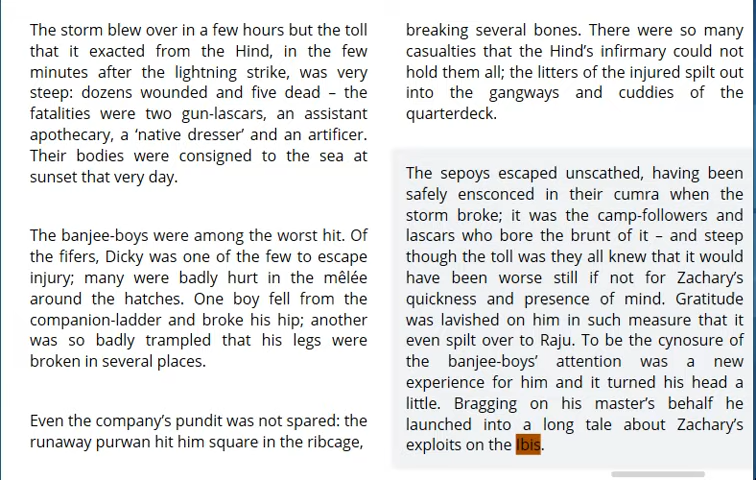 The storm blew over in a few hours but the toll
that it exacted from the Hind, in the few
minutes after the lightning strike, was very
steep: dozens wounded and five dead – the
fatalities were two gun-lascars, an assistant
apothecary, a ‘native dresser’ and an artificer.
Their bodies were consigned to the sea at
sunset that very day.
The banjee-boys were among the worst hit. Of
the fifers, Dicky was one of the few to escape
injury; many were badly hurt in the mêlée
around the hatches. One boy fell from the
companion-ladder and broke his hip; another
was so badly trampled that his legs were
broken in several places.
Even the company’s pundit was not spared: the
runaway purwan hit him square in the ribcage,
breaking several bones. There were so many
casualties that the Hind’s infirmary could not
hold them all; the litters of the injured spilt out
into the gangways and cuddies of the
quarterdeck.
The sepoys escaped unscathed, having been
safely ensconced in their cumra when the
storm broke; it was the camp-followers and
lascars who bore the brunt of it – and steep
though the toll was they all knew that it would
have been worse still if not for Zachary’s
quickness and presence of mind. Gratitude
was lavished on him in such measure that it
even spilt over to Raju. To be the cynosure of
the banjee-boys’ attention was a new
experience for him and it turned his head a
little. Bragging on his master’s behalf he
launched into a long tale about Zachary’s
exploits on the Ibis.